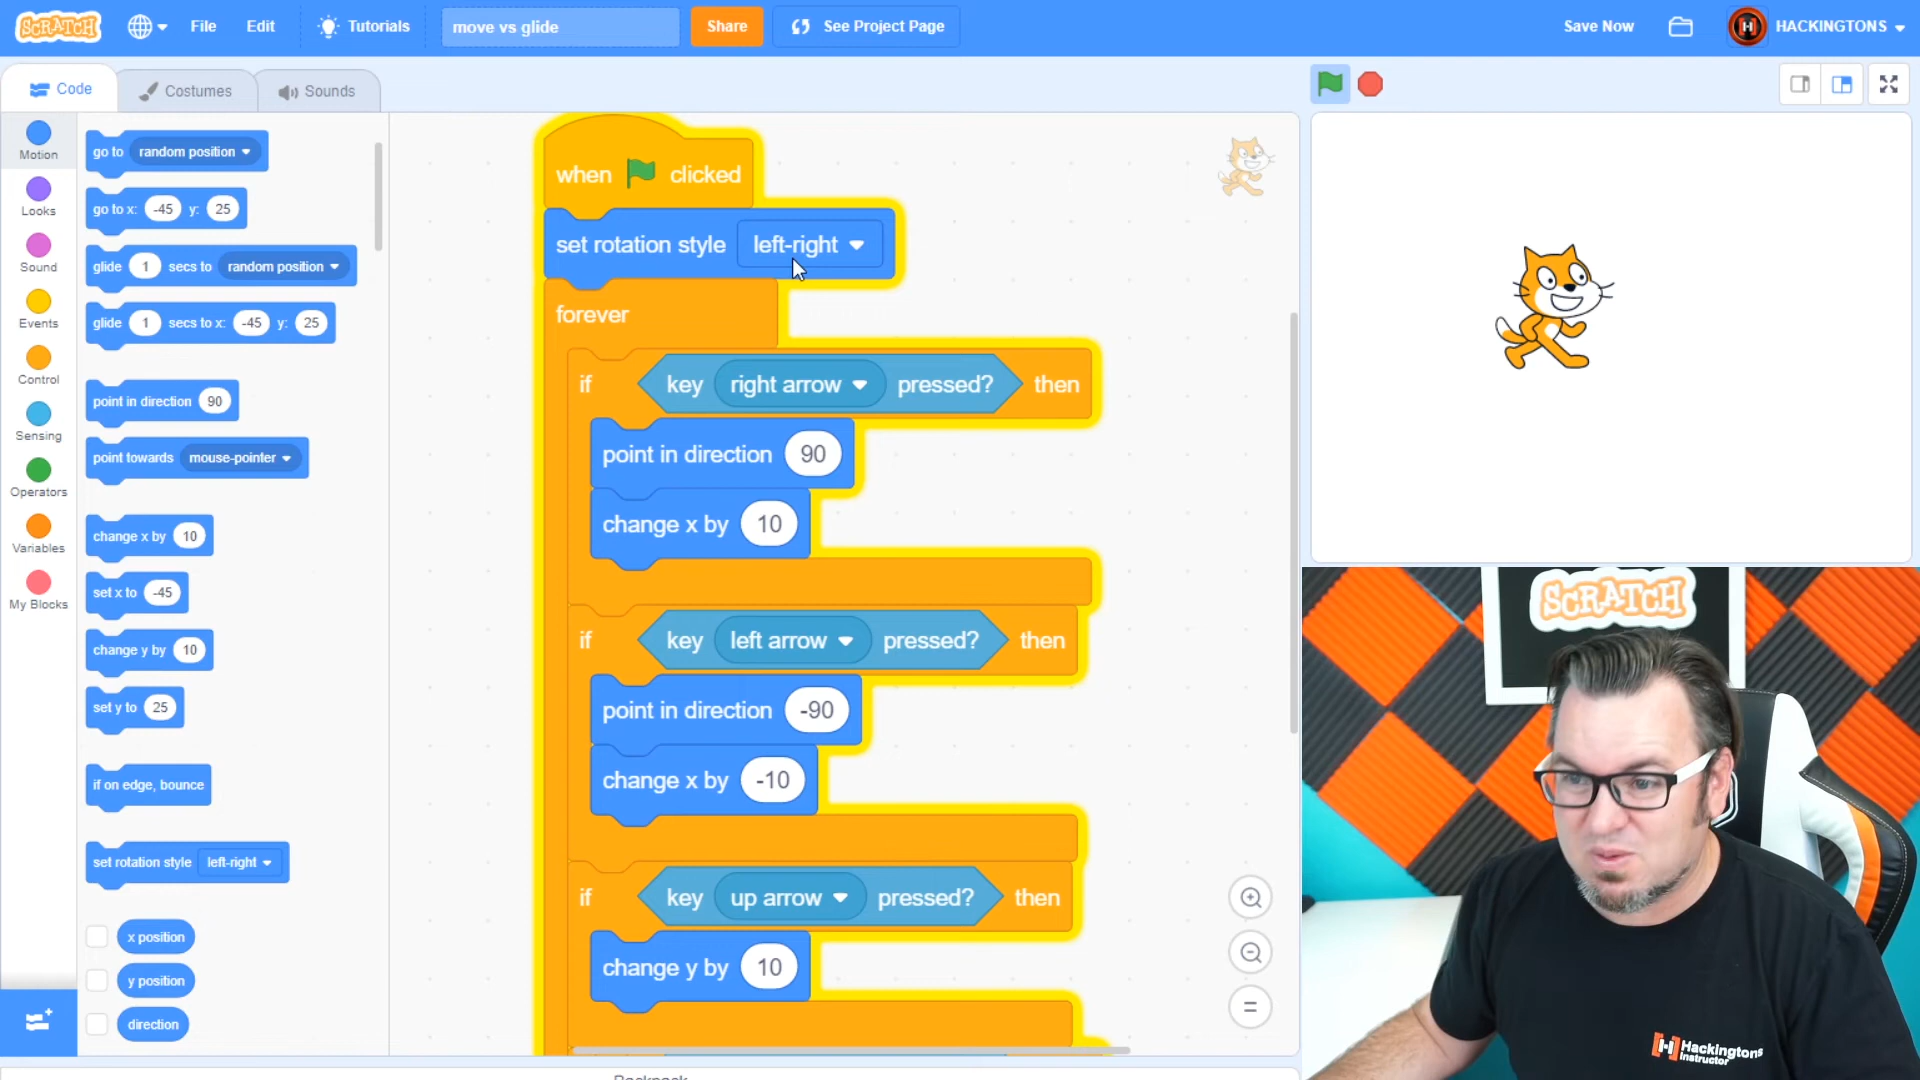 SCRATCH
File
Edit
Tutorials
move vs glide
Share
See Project Page
Save Now
HACKINGTONS
Code
Costumes
Sounds
Motion
Looks
Sound
Events
Control
Sensing
Operators
Variables
My Blocks
go to random position
go to x: -45 y: 25
glide 1 secs to random position
glide 1 secs to x: -45 y: 25
point in direction 90
point towards mouse-pointer
change x by 10
set x to -45
change y by 10
set y to 25
if on edge, bounce
set rotation style left-right
x position
y position
direction
when clicked
set rotation style left-right
forever
if key right arrow pressed? then
point in direction 90
change x by 10
if key left arrow pressed? then
point in direction -90
change x by -10
if key up arrow pressed? then
change y by 10
Backpack
SCRATCH
Hackingtons
Instructor